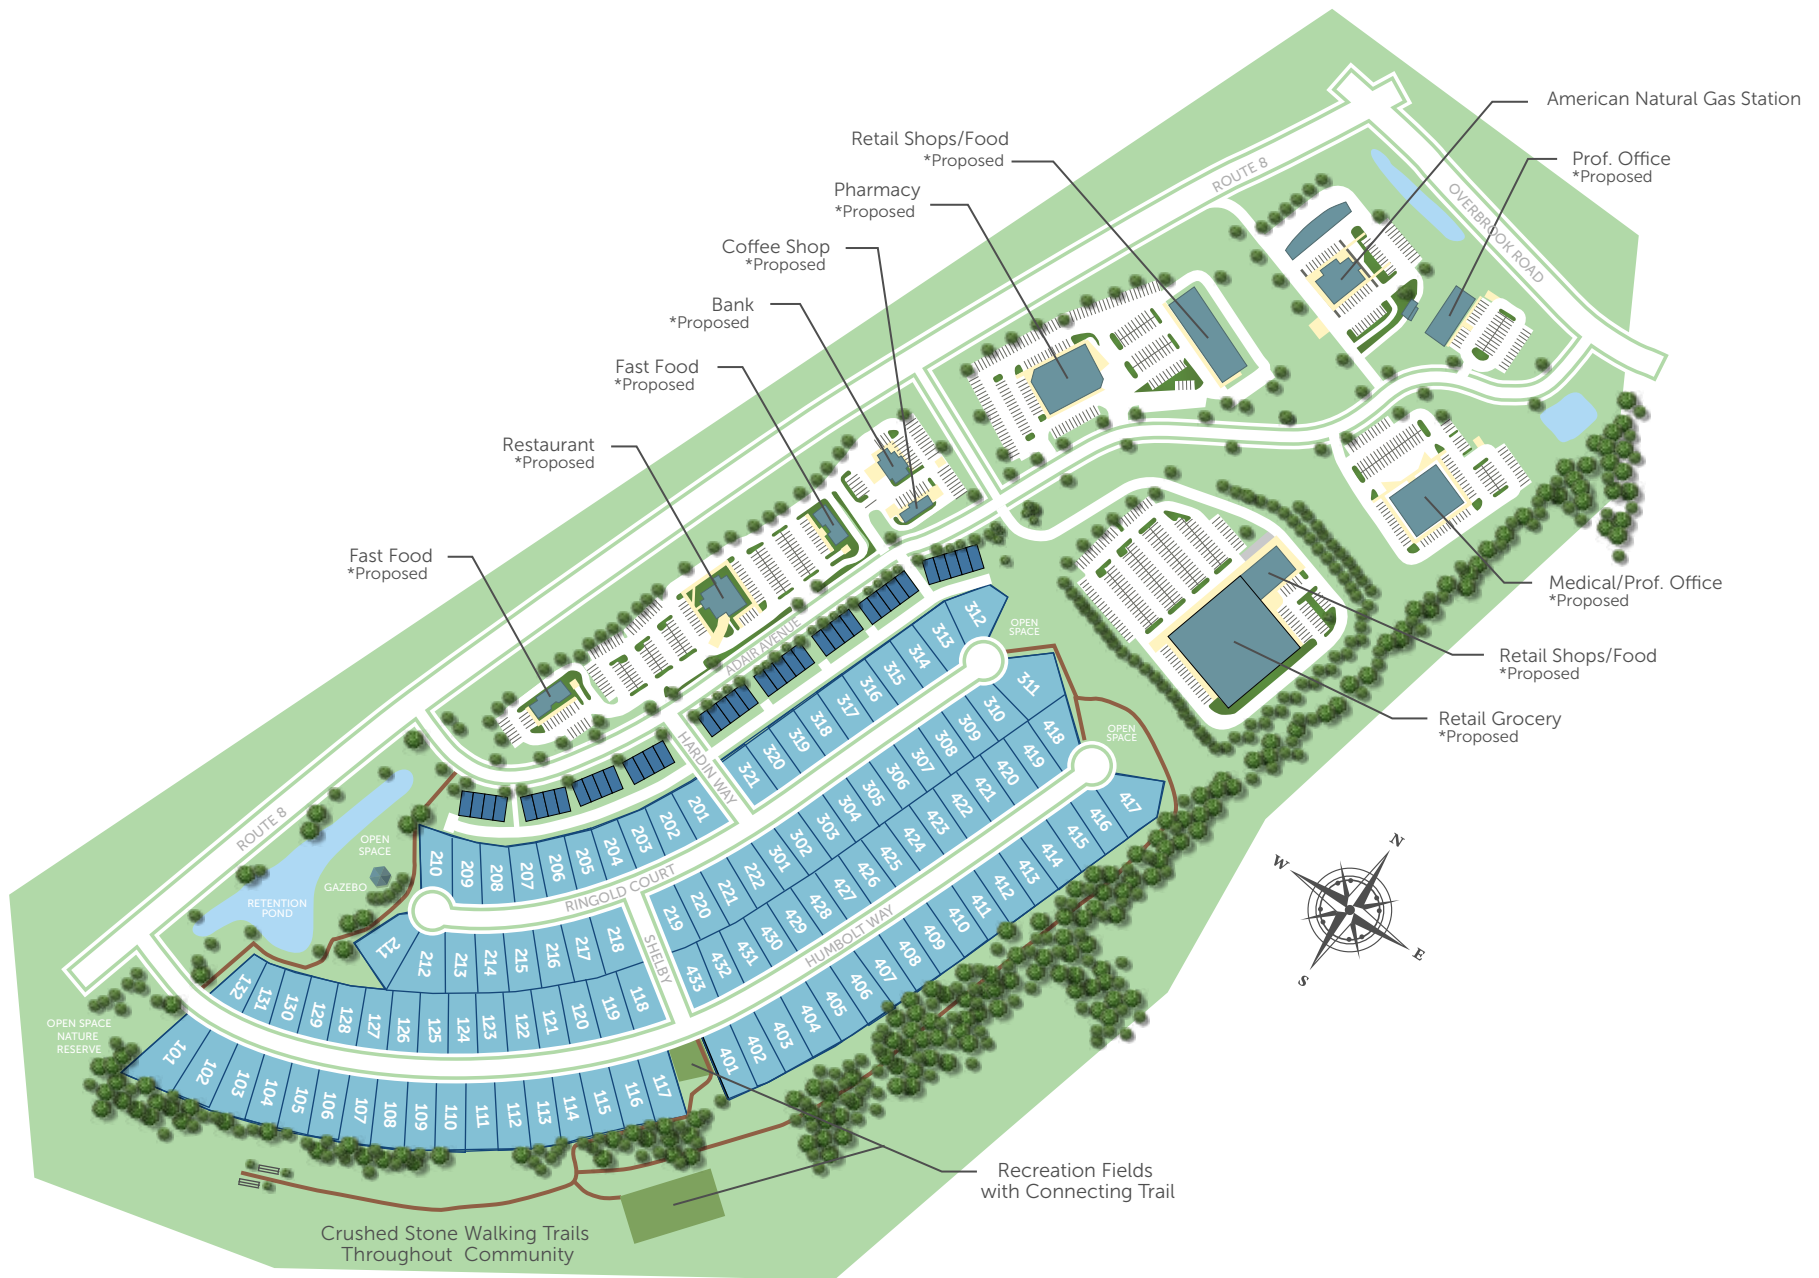 American Natural Gas Station
Retail Shops/Food
*Proposed
Prof. Office
*Proposed
ROUTE 8
OVERBROOK ROAD
Pharmacy
*Proposed
Coffee Shop
*Proposed
Bank
*Proposed
Fast Food
*Proposed
Restaurant
*Proposed
Fast Food
*Proposed
Medical/Prof. Office
*Proposed
Retail Shops/Food
*Proposed
Retail Grocery
*Proposed
ADAIR AVENUE
HARDIN WAY
OPEN
SPACE
OPEN
SPACE
312
313
314
315
316
317
318
319
320
321
311
310
309
308
307
306
305
304
303
302
301
222
221
220
219
418
419
420
421
422
423
424
425
426
427
428
429
430
431
432
433
417
416
415
414
413
412
411
410
409
408
407
406
405
404
403
402
401
201
202
203
204
205
206
207
208
209
210
RINGOLD COURT
SHELBY
HUMBOLT WAY
211
212
213
214
215
216
217
218
132
131
130
129
128
127
126
125
124
123
122
121
120
119
118
101
102
103
104
105
106
107
108
109
110
111
112
113
114
115
116
117
ROUTE 8
OPEN
SPACE
GAZEBO
RETENTION
POND
OPEN SPACE
NATURE
RESERVE
N
W
E
S
Recreation Fields
with Connecting Trail
Crushed Stone Walking Trails
Throughout Community